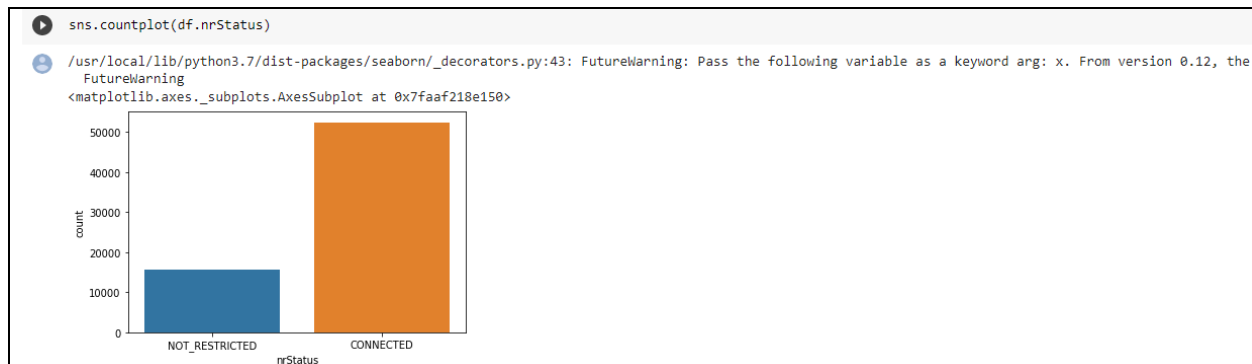 sns.countplot(df.nrStatus)
/usr/local/lib/python3.7/dist-packages/seaborn/_decorators.py:43: FutureWarning: Pass the following variable as a keyword arg: x. From version 0.12, the
FutureWarning
<matplotlib.axes._subplots.AxesSubplot at 0x7faaf218e150>
50000
40000
30000
20000
10000
0
count
NOT_RESTRICTED CONNECTED
nrStatus